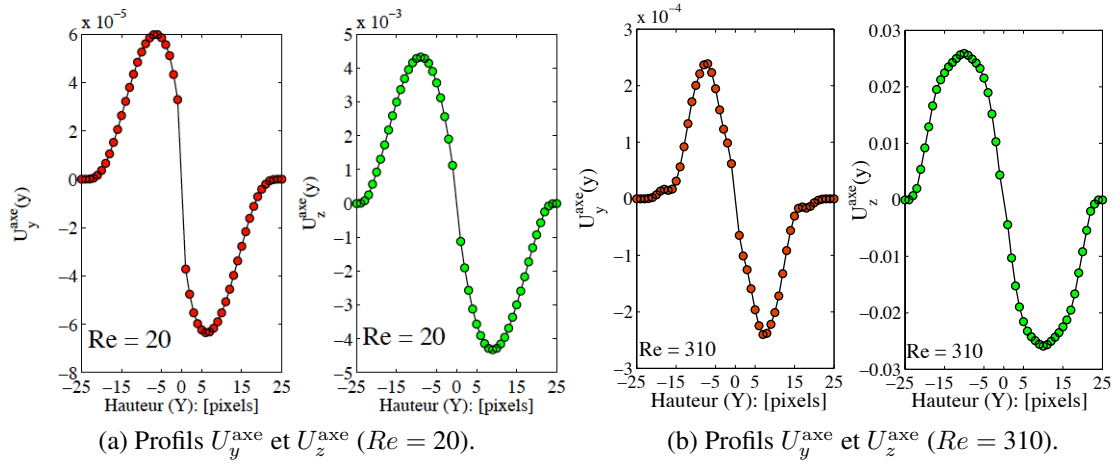 x 10⁻⁵
6
4
2
0
−2
−4
−6
−8
U_y^axe(y)
Re = 20
−25 −15 −5 0 5 15 25
Hauteur (Y): [pixels]
x 10⁻³
5
4
3
2
1
0
−1
−2
−3
−4
−5
U_z^axe(y)
Re = 20
−25 −15 −5 0 5 15 25
x 10⁻⁴
3
2
1
0
−1
−2
−3
U_y^axe(y)
Re = 310
−25 −15 −5 0 5 15 25
Hauteur (Y): [pixels]
0.03
0.02
0.01
0
−0.01
−0.02
−0.03
U_z^axe(y)
Re = 310
−25 −15 −5 0 5 15 25
(a) Profils U_y^axe et U_z^axe (Re = 20).
(b) Profils U_y^axe et U_z^axe (Re = 310).